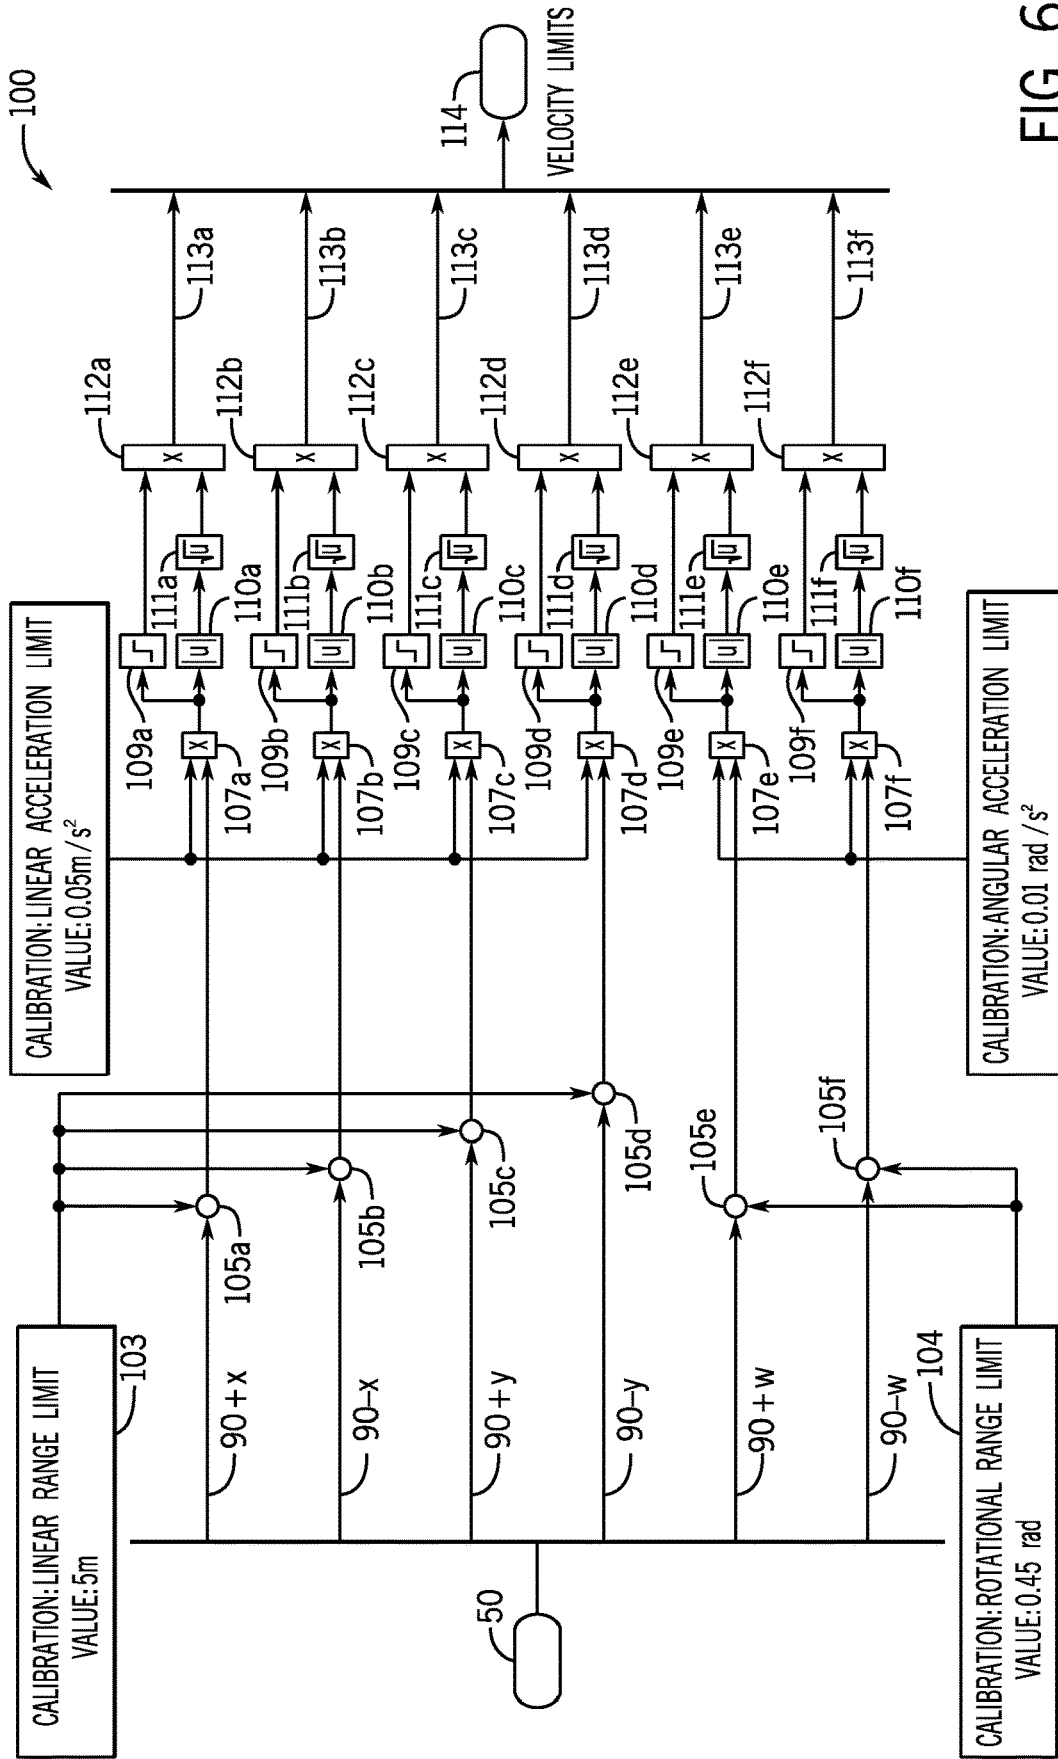 100
CALIBRATION: LINEAR RANGE LIMIT
VALUE: 5m
103
CALIBRATION: LINEAR ACCELERATION LIMIT
VALUE: 0.05m/s²
50
90+x
90–x
90+y
90–y
90+w
90–w
105a
105b
105c
105d
105e
105f
107a
107b
107c
107d
107e
107f
X
X
X
X
X
X
109a
109b
109c
109d
109e
109f
|u|
|u|
|u|
|u|
|u|
|u|
110a
110b
110c
110d
110e
110f
√u
√u
√u
√u
√u
√u
111a
111b
111c
111d
111e
111f
112a
112b
112c
112d
112e
112f
X
X
X
X
X
X
113a
113b
113c
113d
113e
113f
114
VELOCITY LIMITS
CALIBRATION: ROTATIONAL RANGE LIMIT
VALUE: 0.45 rad
104
CALIBRATION: ANGULAR ACCELERATION LIMIT
VALUE: 0.01 rad /s²
FIG. 6